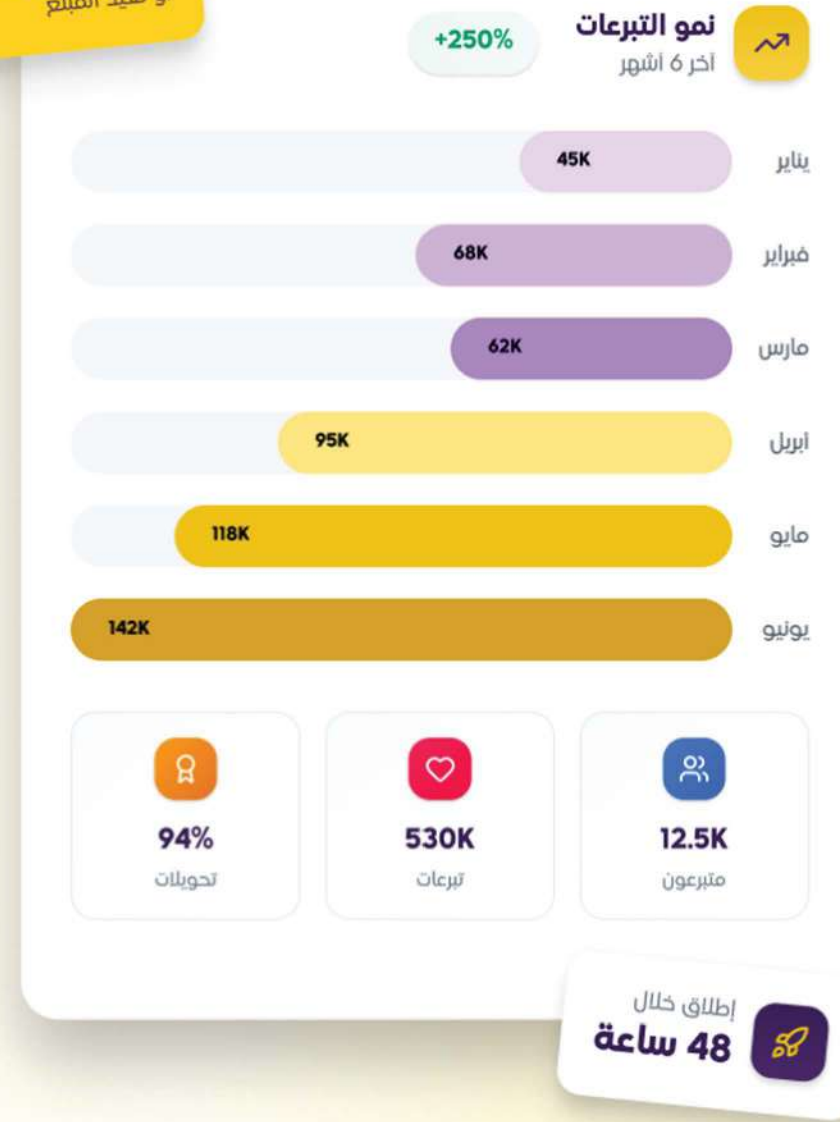 نمو التبرعات
آخر 6 أشهر
+250%
يناير
45K
فبراير
68K
مارس
62K
أبريل
95K
مايو
118K
يونيو
142K
12.5K
متبرعون
530K
تبرعات
94%
تحويلات
إطلاق خلال
48 ساعة